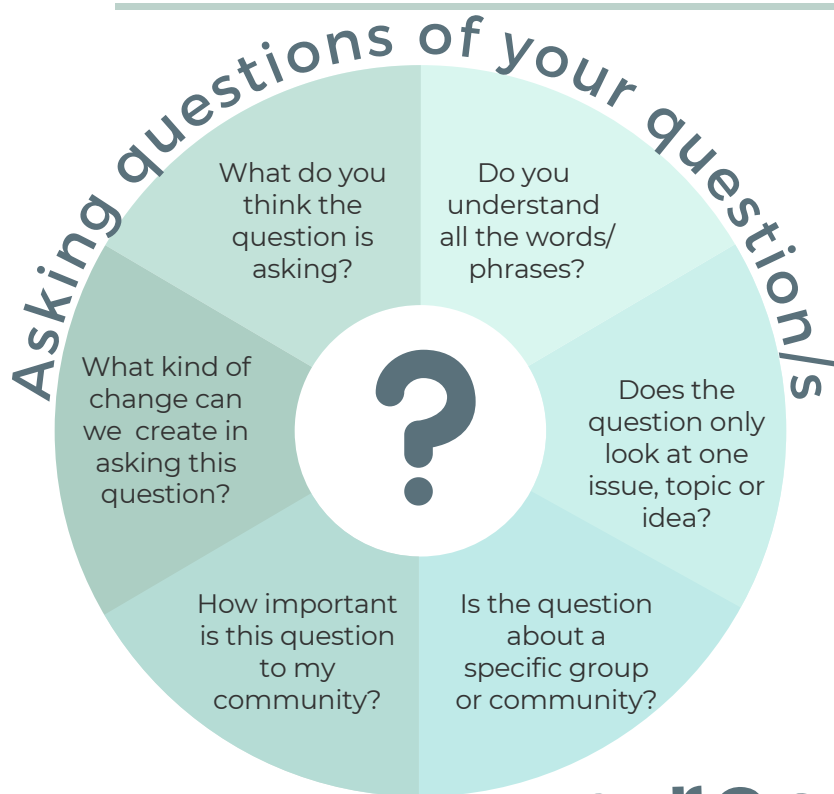 Asking questions of your question/s
What do you
think the
question is
asking?
Do you
understand
all the words/
phrases?
Does the
question only
look at one
issue, topic or
idea?
Is the question
about a
specific group
or community?
How important
is this question
to my
community?
What kind of
change can
we create in
asking this
question?
?